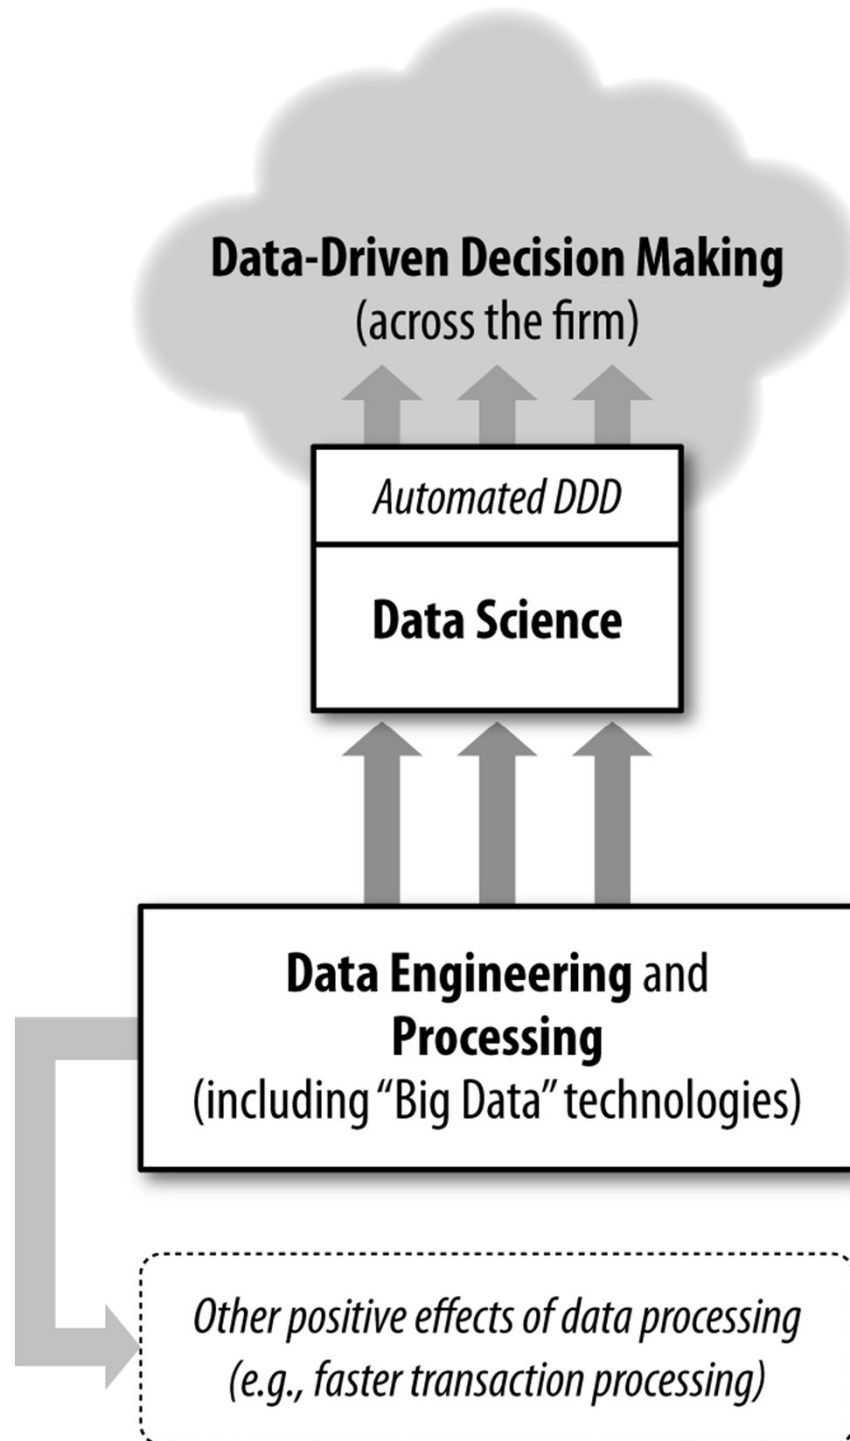 Data-Driven Decision Making
(across the firm)
Automated DDD
Data Science
Data Engineering and
Processing
(including “Big Data” technologies)
Other positive effects of data processing
(e.g., faster transaction processing)